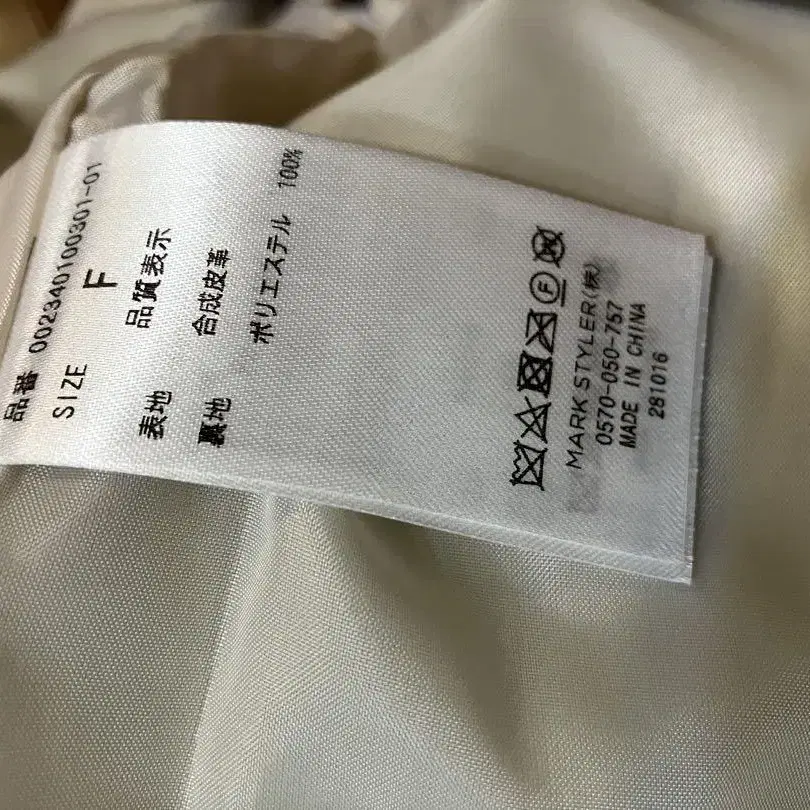 品番 002340100301-01
SIZE F
品質表示
表地 合成皮革
裏地 ポリエステル 100%
MARK STYLER(株)
0570-050-757
MADE IN CHINA
281016